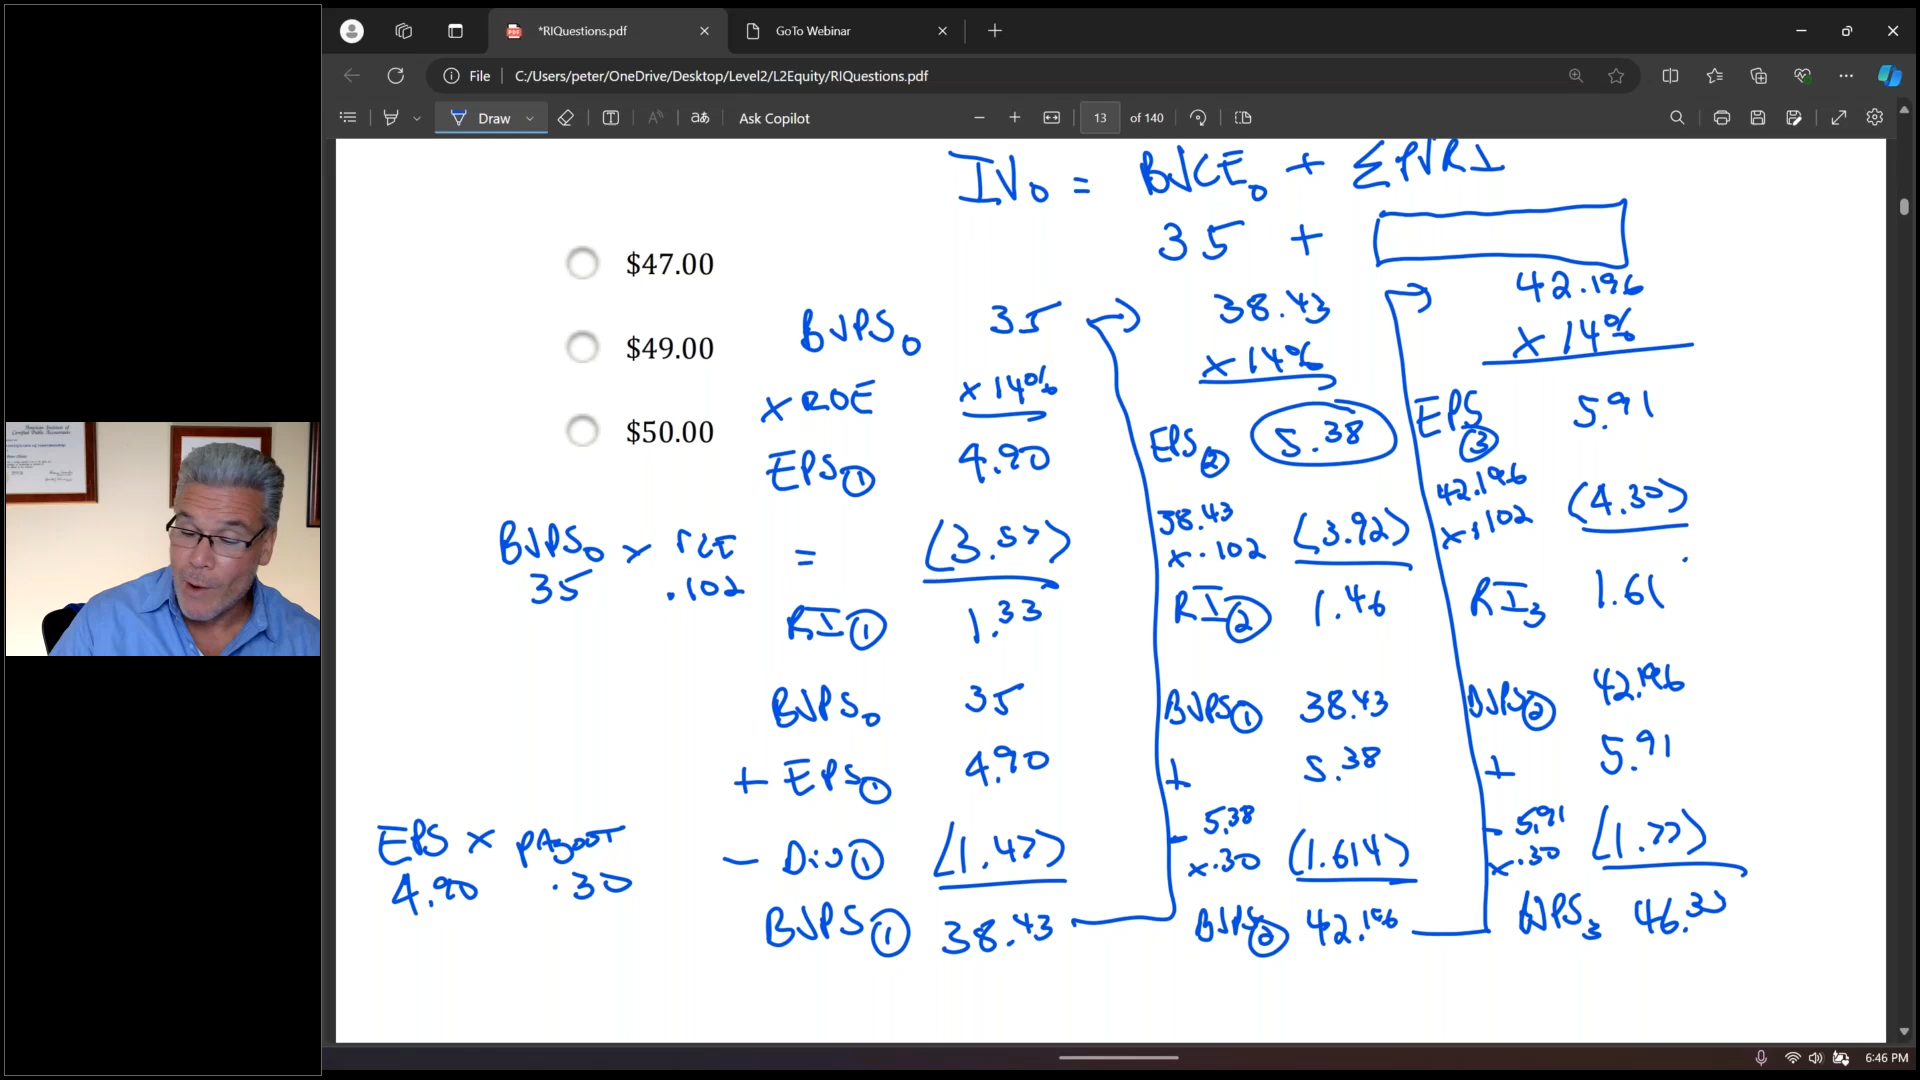 *RIQuestions.pdf
GoTo Webinar
File C:/Users/peter/OneDrive/Desktop/Level2/L2Equity/RIQuestions.pdf
Draw aあ Ask Copilot 13 of 140
IV0 = BVCE0 + ΣPVRI
35 +
$47.00
$49.00
$50.00
BVPS0 35
x ROE x 14%
EPS① 4.90
BVPS0 x rCE = (3.57)
35 .102
RI① 1.33
BVPS0 35
+ EPS① 4.90
- Div① (1.47)
EPS x PAyouT
4.90 .30
BVPS① 38.43
38.43
x 14%
EPS② 5.38
38.43
x .102 (3.92)
RI② 1.46
BVPS① 38.43
+ 5.38
- 5.38
x .30 (1.614)
BVPS② 42.196
42.196
x 14%
EPS③ 5.91
42.196
x .102 (4.30)
RI3 1.61
BVPS② 42.196
+ 5.91
- 5.91
x .30 (1.77)
BVPS3 46.33
6:46 PM